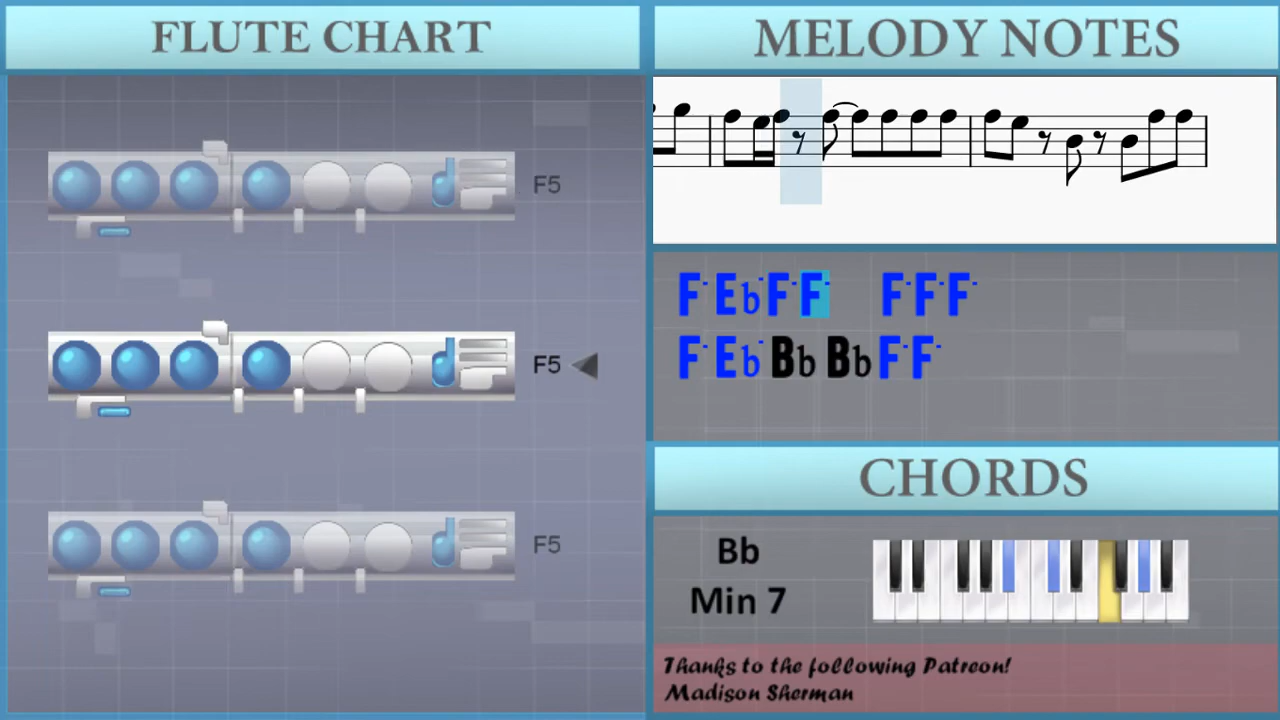 FLUTE CHART
F5
F5
F5
MELODY NOTES
F· Eb· F· F· F· F· F·
F· Eb· Bb Bb F· F·
CHORDS
Bb
Min 7
Thanks to the following Patreon!
Madison Sherman